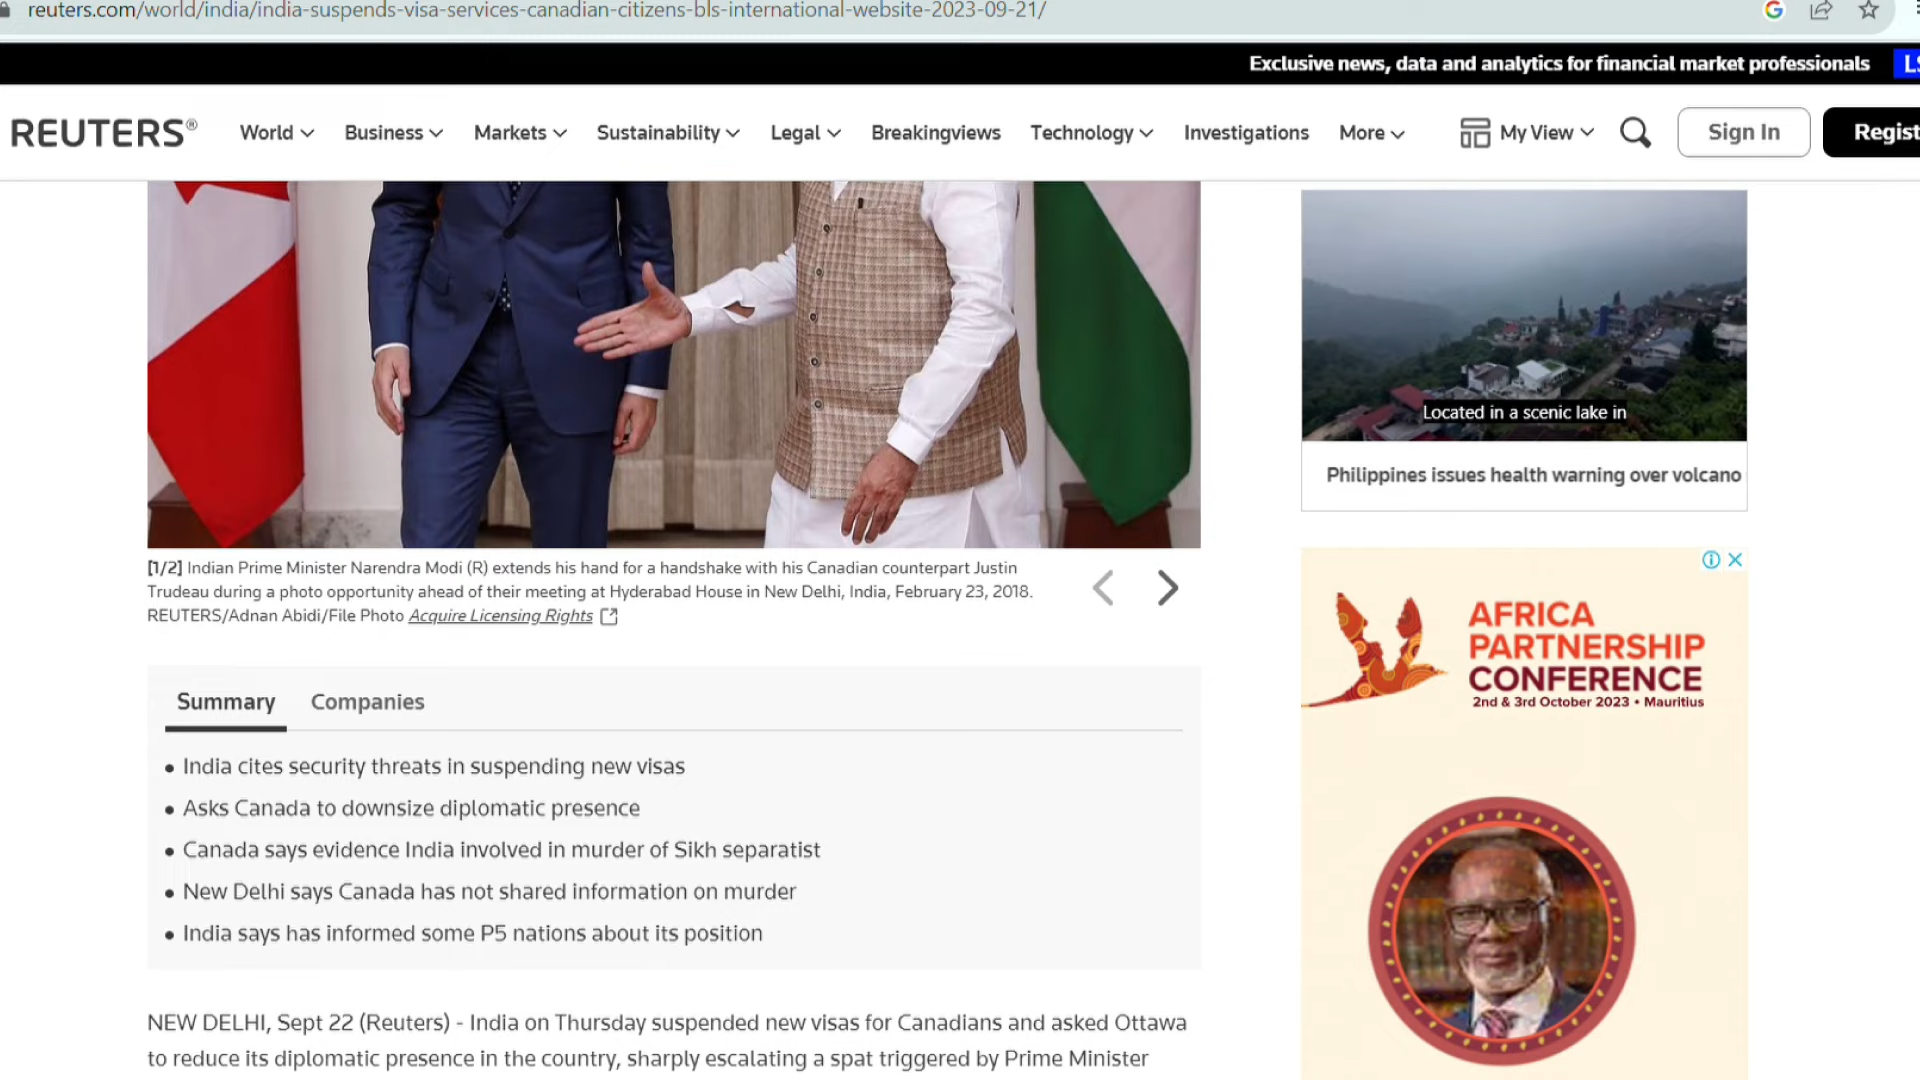 reuters.com/world/india/india-suspends-visa-services-canadian-citizens-bls-international-website-2023-09-21/
Exclusive news, data and analytics for financial market professionals
REUTERS®
World
Business
Markets
Sustainability
Legal
Breakingviews
Technology
Investigations
More
My View
Sign In
Regist
Located in a scenic lake in
Philippines issues health warning over volcano
[1/2] Indian Prime Minister Narendra Modi (R) extends his hand for a handshake with his Canadian counterpart Justin
Trudeau during a photo opportunity ahead of their meeting at Hyderabad House in New Delhi, India, February 23, 2018.
REUTERS/Adnan Abidi/File Photo Acquire Licensing Rights
AFRICA
PARTNERSHIP
CONFERENCE
2nd & 3rd October 2023 • Mauritius
Summary
Companies
• India cites security threats in suspending new visas
• Asks Canada to downsize diplomatic presence
• Canada says evidence India involved in murder of Sikh separatist
• New Delhi says Canada has not shared information on murder
• India says has informed some P5 nations about its position
NEW DELHI, Sept 22 (Reuters) - India on Thursday suspended new visas for Canadians and asked Ottawa
to reduce its diplomatic presence in the country, sharply escalating a spat triggered by Prime Minister